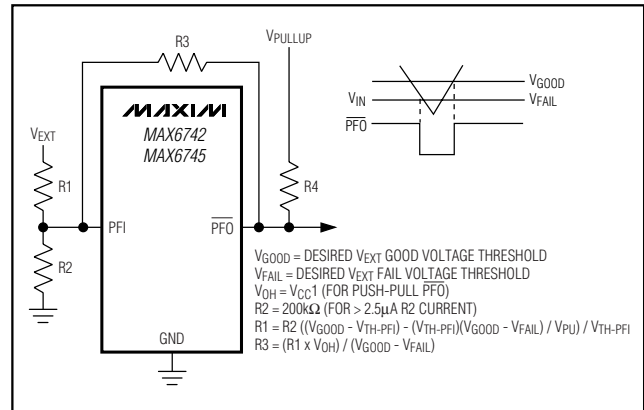 R3
VPULLUP
VGOOD
VIN
VFAIL
PFO
MAXIM
MAX6742
MAX6745
VEXT
R1
R4
PFI
PFO
R2
GND
VGOOD = DESIRED VEXT GOOD VOLTAGE THRESHOLD
VFAIL = DESIRED VEXT FAIL VOLTAGE THRESHOLD
VOH = VCC1 (FOR PUSH-PULL PFO)
R2 = 200kΩ (FOR > 2.5µA R2 CURRENT)
R1 = R2 ((VGOOD - VTH-PFI) - (VTH-PFI)(VGOOD - VFAIL) / VPU) / VTH-PFI
R3 = (R1 x VOH) / (VGOOD - VFAIL)